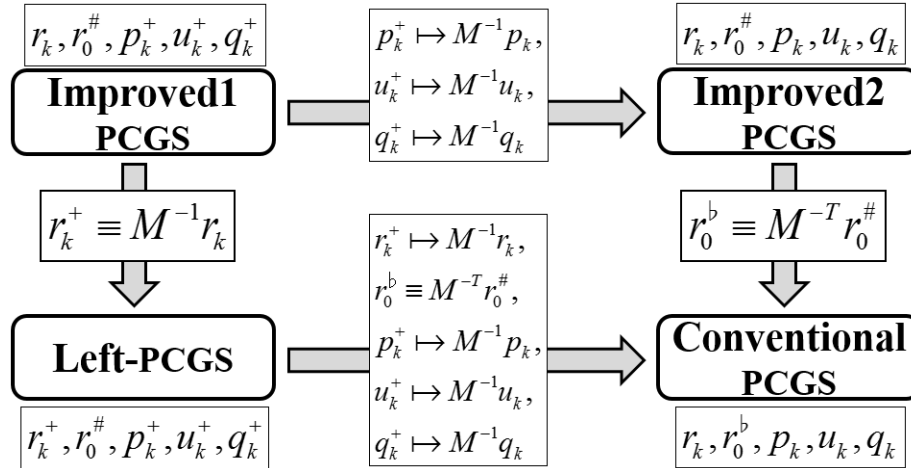 r_k, r_0^#, p_k^+, u_k^+, q_k^+
Improved1
PCGS
p_k^+ ↦ M^{-1} p_k,
u_k^+ ↦ M^{-1} u_k,
q_k^+ ↦ M^{-1} q_k
r_k, r_0^#, p_k, u_k, q_k
Improved2
PCGS
r_k^+ ≡ M^{-1} r_k
r_0^♭ ≡ M^{-T} r_0^#
Left-PCGS
r_k^+, r_0^#, p_k^+, u_k^+, q_k^+
r_k^+ ↦ M^{-1} r_k,
r_0^♭ ≡ M^{-T} r_0^#,
p_k^+ ↦ M^{-1} p_k,
u_k^+ ↦ M^{-1} u_k,
q_k^+ ↦ M^{-1} q_k
Conventional
PCGS
r_k, r_0^♭, p_k, u_k, q_k